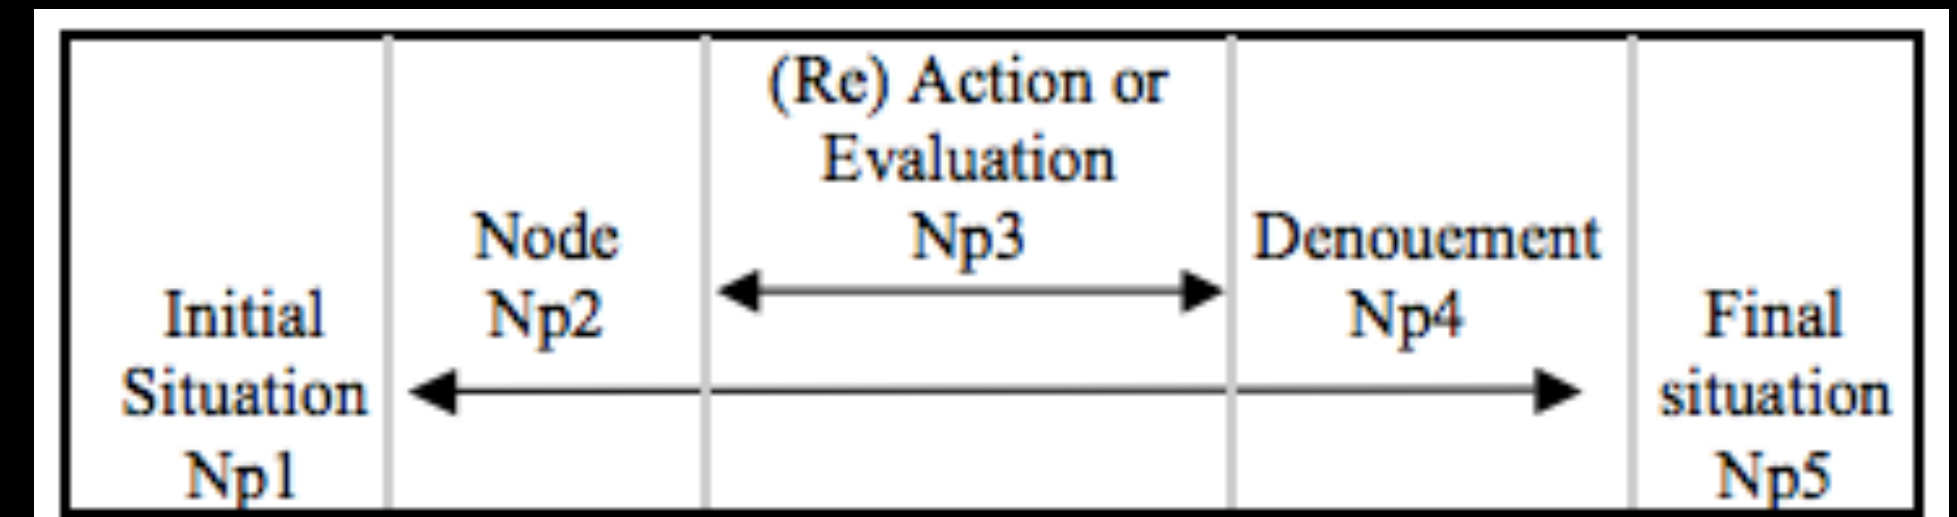 Initial
Situation
Np1
Node
Np2
(Re) Action or
Evaluation
Np3
Denouement
Np4
Final
situation
Np5